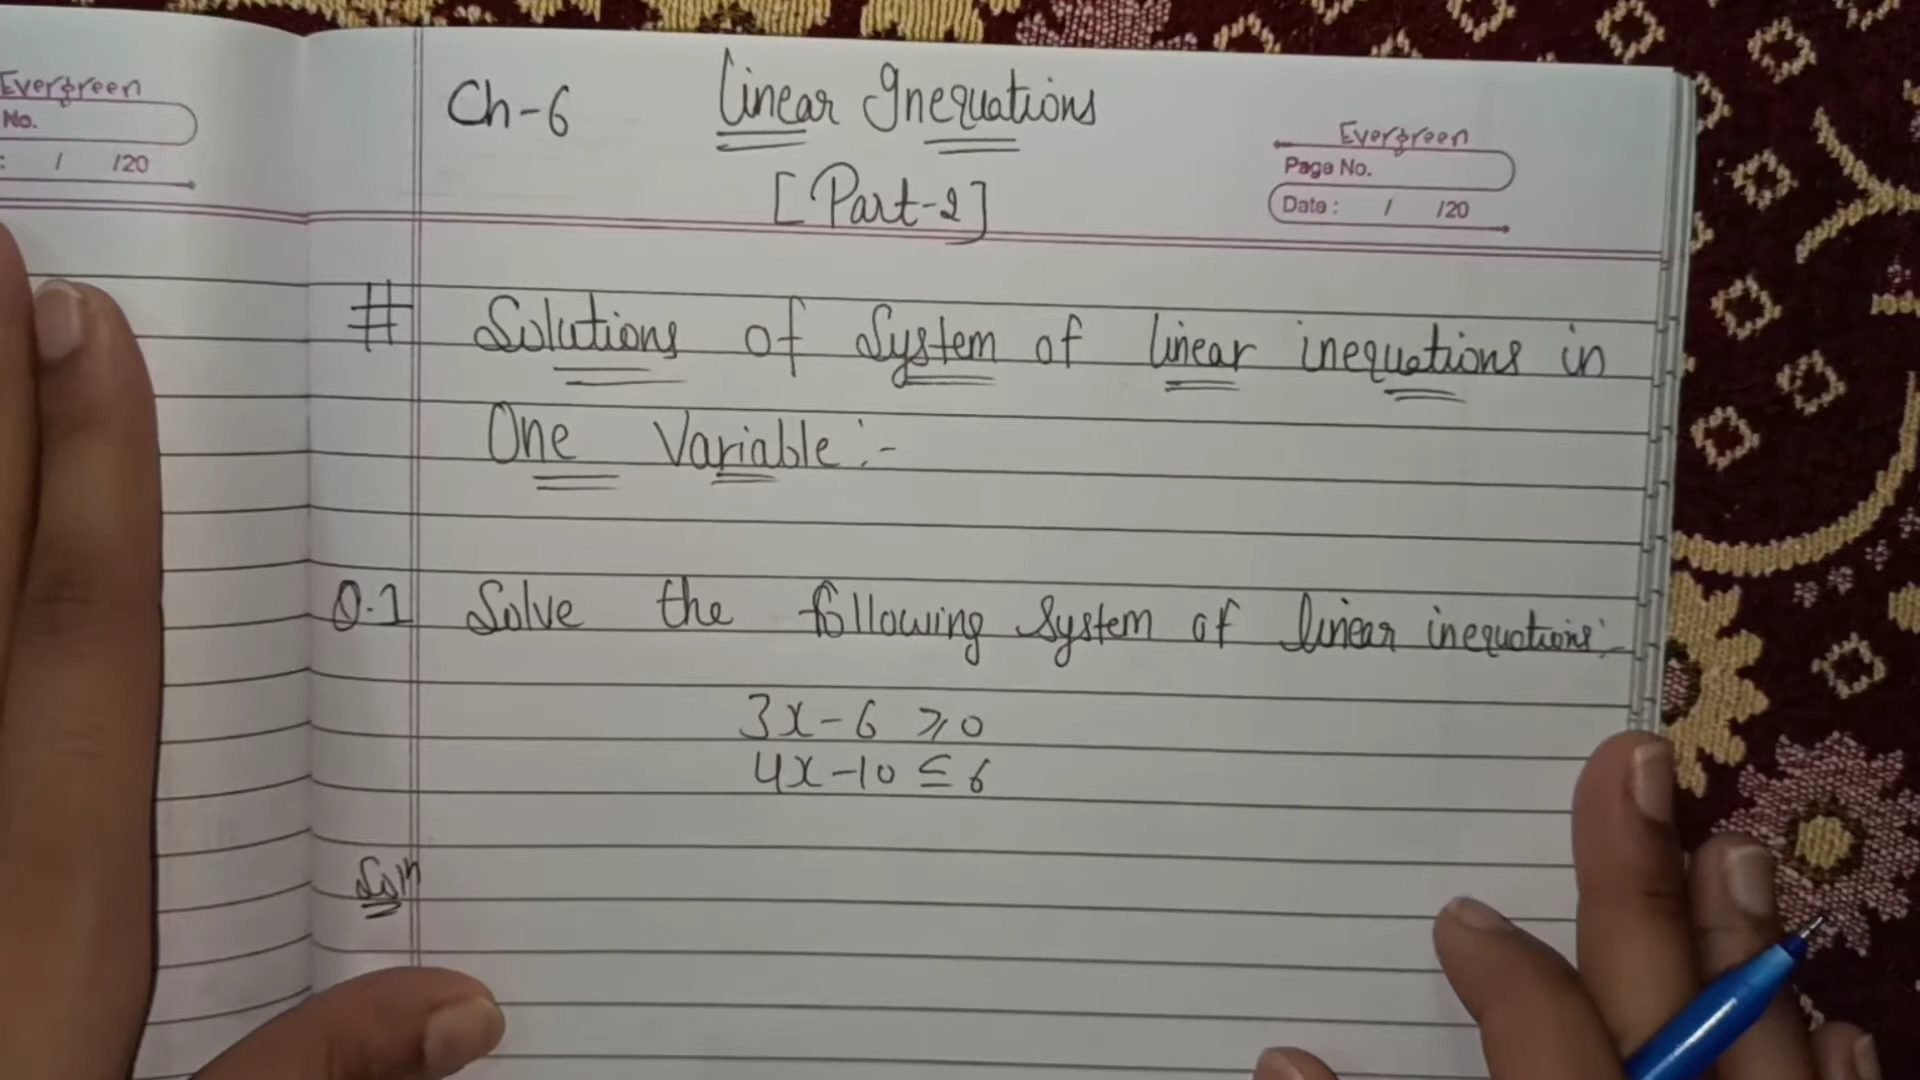 Evergreen
No.
: / /20
Ch-6 Linear Inequations
[Part-2]
Evergreen
Page No.
Date : / /20
# Solutions of System of linear inequations in
One Variable :-
Q.1 Solve the following System of linear inequations:-
3x-6 ⩾0
4x-10 ≤ 6
Soln